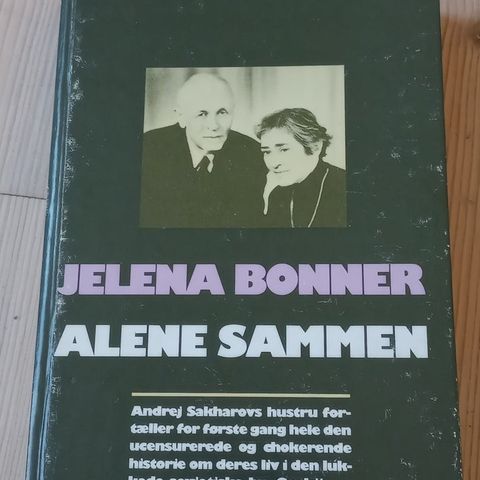 JELENA BONNER
ALENE SAMMEN
Andrej Sakharovs hustru for-
tæller for første gang hele den
ucensurerede og chokerende
historie om deres liv i den luk-